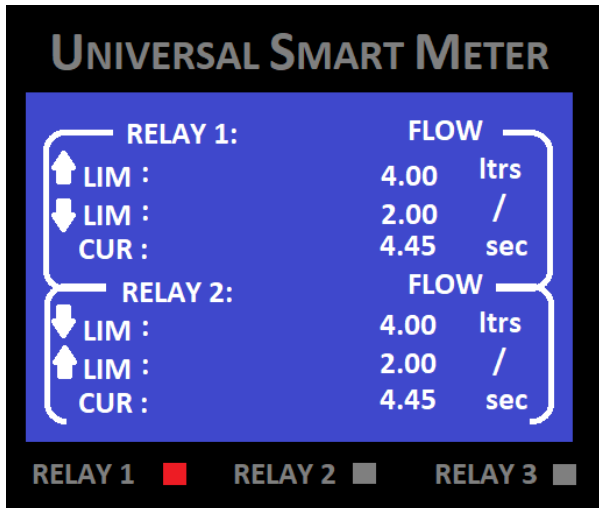 UNIVERSAL SMART METER
RELAY 1: FLOW
LIM : 4.00 ltrs
LIM : 2.00 /
CUR : 4.45 sec
RELAY 2: FLOW
LIM : 4.00 ltrs
LIM : 2.00 /
CUR : 4.45 sec
RELAY 1 RELAY 2 RELAY 3